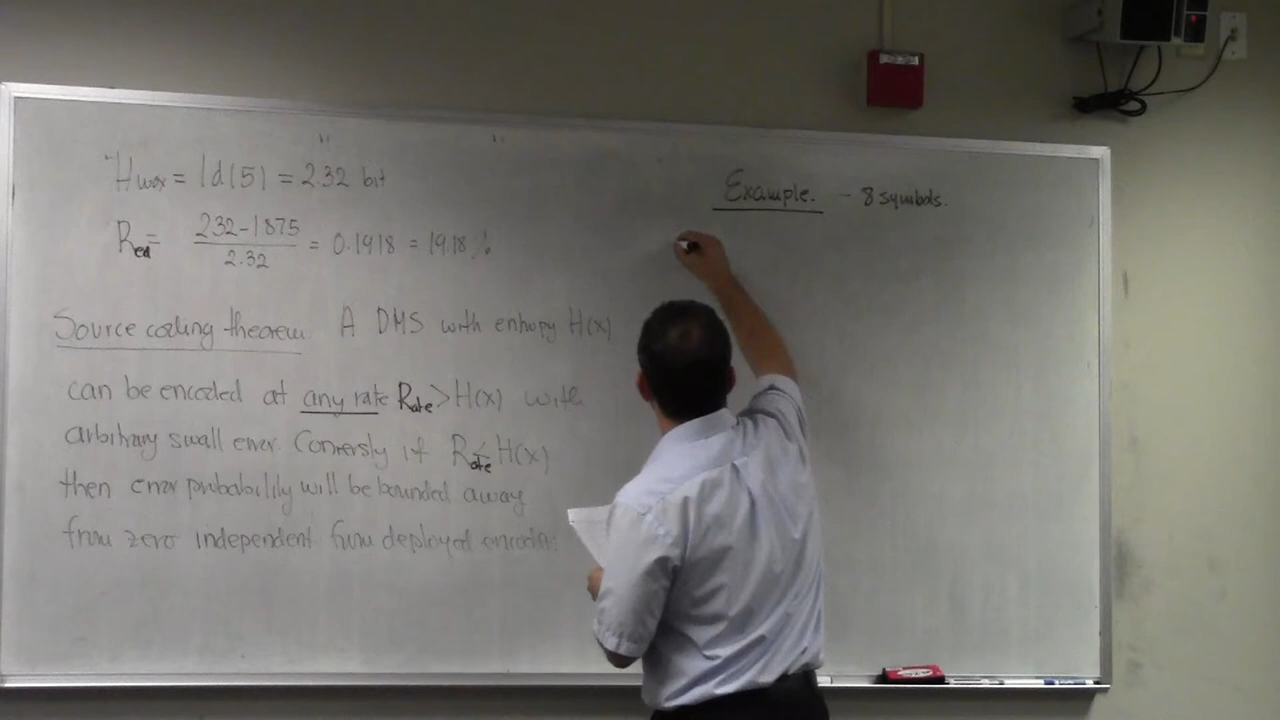 Hmax = ld(5) = 2.32 bit
Red = 2.32-1.875 / 2.32 = 0.1918 = 19.18%
Source coding theorem A DMS with entropy H(x)
can be encoded at any rate Rate > H(x) with
arbitrary small error. Conversly if Rate < H(x)
then error probability will be bounded away
from zero independent from deployed encoder.
Example. - 8 symbols.